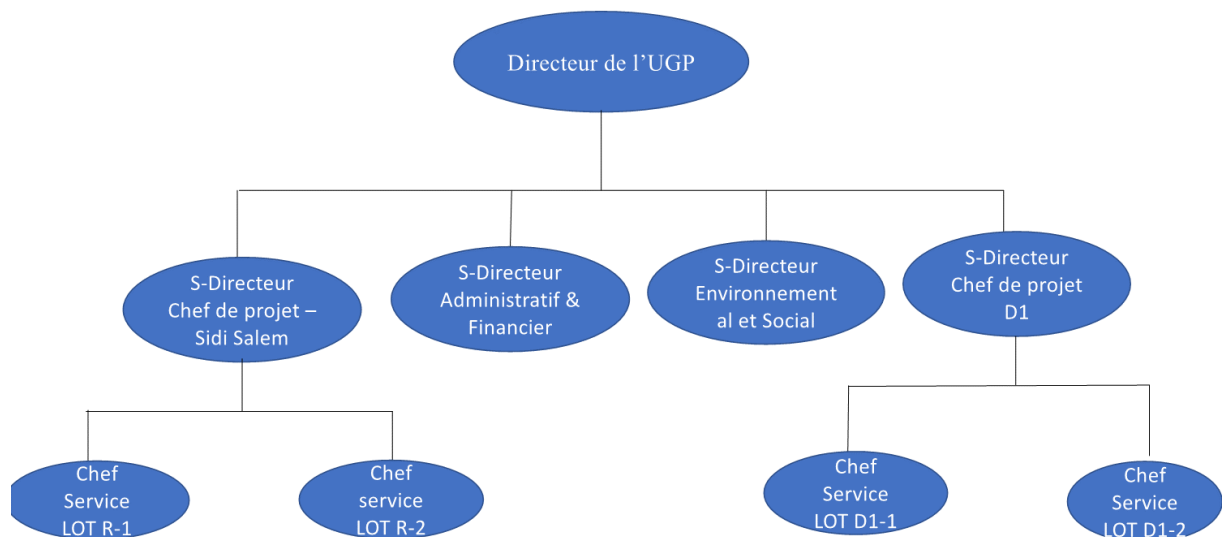 Directeur de l’UGP
S-Directeur
Chef de projet –
Sidi Salem
S-Directeur
Administratif &
Financier
S-Directeur
Environnement
al et Social
S-Directeur
Chef de projet
D1
Chef
Service
LOT R-1
Chef
service
LOT R-2
Chef
Service
LOT D1-1
Chef
Service
LOT D1-2